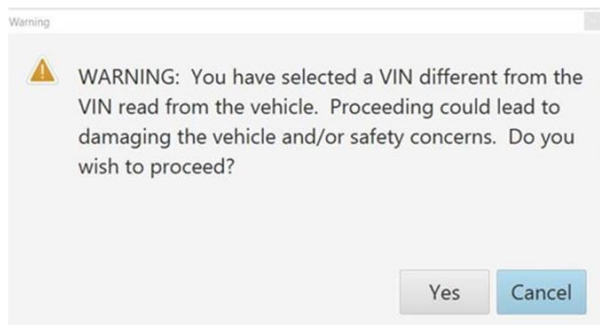 Warning
WARNING:  You have selected a VIN different from the
VIN read from the vehicle.  Proceeding could lead to
damaging the vehicle and/or safety concerns.  Do you
wish to proceed?
Yes
Cancel